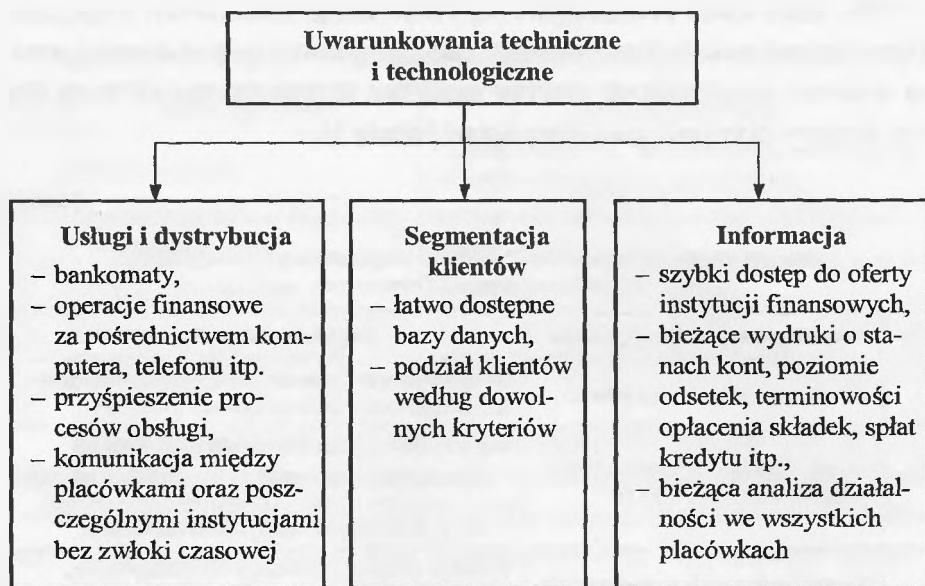 Uwarunkowania techniczne
i technologiczne
Usługi i dystrybucja
– bankomaty,
– operacje finansowe
za pośrednictwem kom-
putera, telefonu itp.
– przyśpieszenie pro-
cesów obsługi,
– komunikacja między
placówkami oraz posz-
czególnymi instytucjami
bez zwłoki czasowej
Segmentacja
klientów
– łatwo dostępne
bazy danych,
– podział klientów
według dowol-
nych kryteriów
Informacja
– szybki dostęp do oferty
instytucji finansowych,
– bieżące wydruki o sta-
nach kont, poziomie
odsetek, terminowości
opłacenia składek, spłat
kredytu itp.,
bieżąca analiza działal-
ności we wszystkich
placówkach